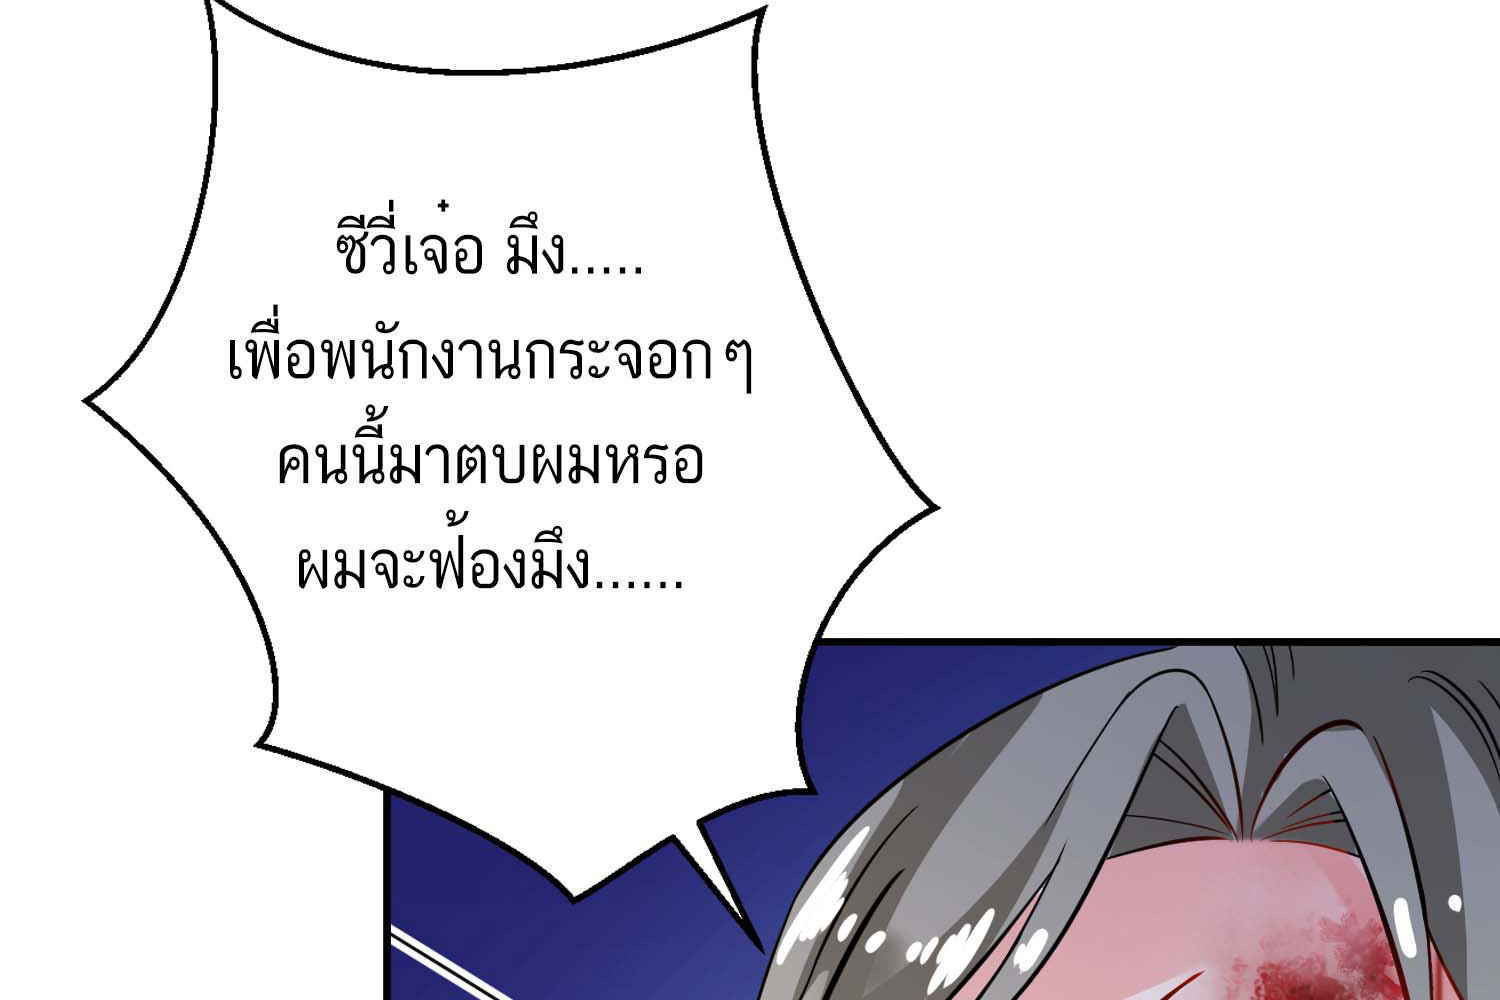 ซีวี่เจ๋อ มึง.....
เพื่อพนักงานกระจอกๆ
คนนี้มาตบผมหรอ
ผมจะฟ้องมึง......